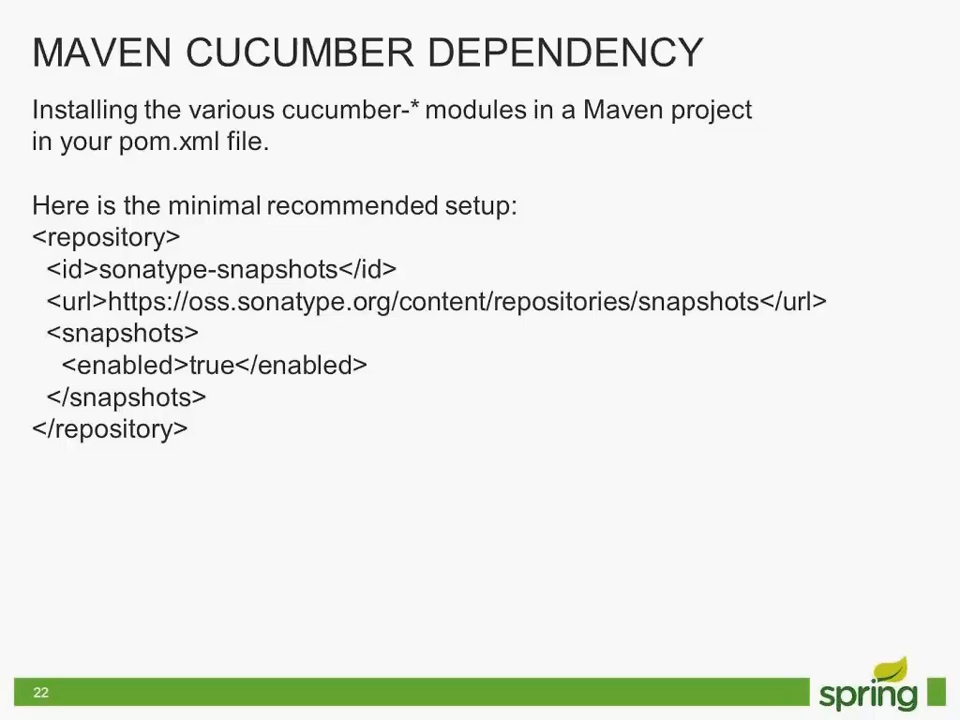 MAVEN CUCUMBER DEPENDENCY
Installing the various cucumber-* modules in a Maven project
in your pom.xml file.
Here is the minimal recommended setup:
<repository>
  <id>sonatype-snapshots</id>
  <url>https://oss.sonatype.org/content/repositories/snapshots</url>
  <snapshots>
    <enabled>true</enabled>
  </snapshots>
</repository>
22
spring